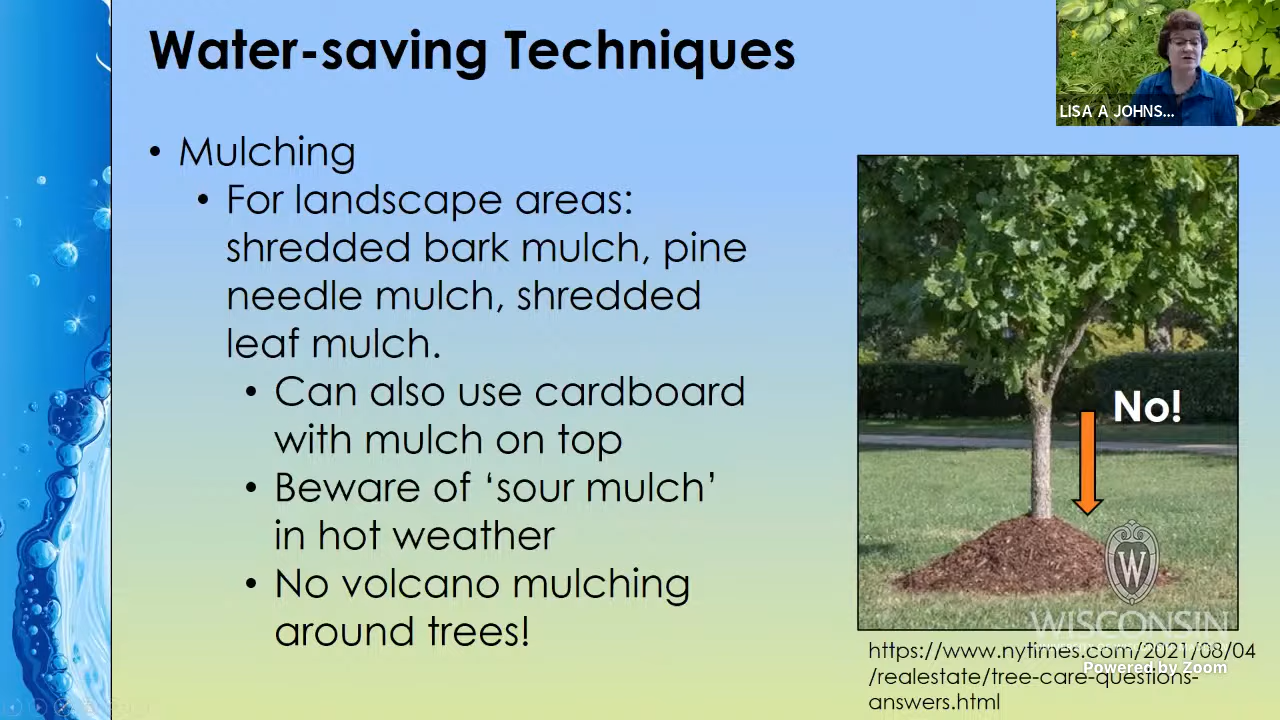 Water-saving Techniques
LISA A JOHNS...
• Mulching
• For landscape areas:
shredded bark mulch, pine
needle mulch, shredded
leaf mulch.
• Can also use cardboard
with mulch on top
• Beware of ‘sour mulch’
in hot weather
• No volcano mulching
around trees!
No!
W
WISCONSIN
https://www.nytimes.com/2021/08/04
Powered by Zoom
/realestate/tree-care-questions-
answers.html